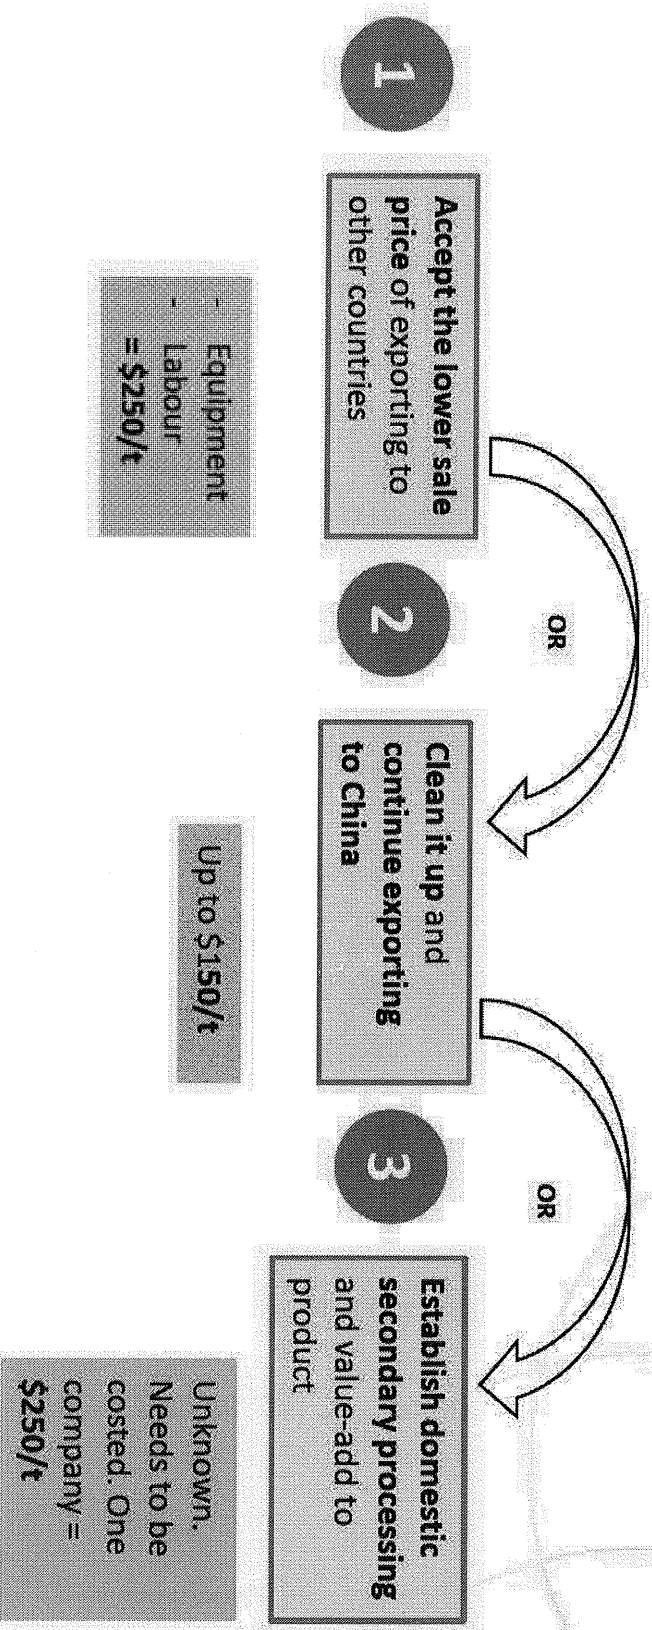 1
Accept the lower sale
price of exporting to
other countries
- Equipment
- Labour
= $250/t
OR
2
Clean it up and
continue exporting
to China
Up to $150/t
OR
3
Establish domestic
secondary processing
and value-add to
product
Unknown.
Needs to be
costed. One
company =
$250/t